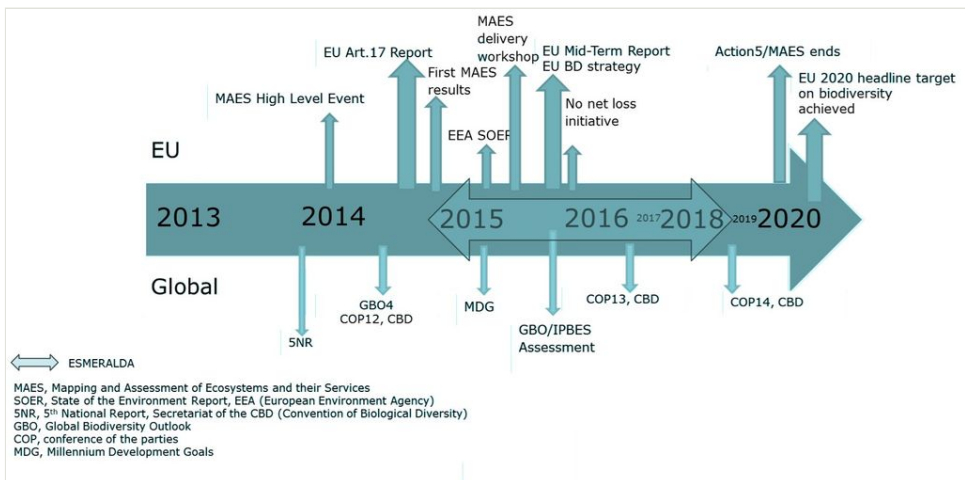 MAES
delivery
workshop
EU Art.17 Report
EU Mid-Term Report
EU BD strategy
Action5/MAES ends
First MAES
results
EU 2020 headline target
on biodiversity
achieved
MAES High Level Event
No net loss
initiative
EEA SOER
EU
2013
2014
2015
2016
2017
2018
2019
2020
Global
GBO4
COP12, CBD
MDG
COP13, CBD
COP14, CBD
5NR
GBO/IPBES
Assessment
ESMERALDA
MAES, Mapping and Assessment of Ecosystems and their Services
SOER, State of the Environment Report, EEA (European Environment Agency)
5NR, 5th National Report, Secretariat of the CBD (Convention of Biological Diversity)
GBO, Global Biodiversity Outlook
COP, conference of the parties
MDG, Millennium Development Goals